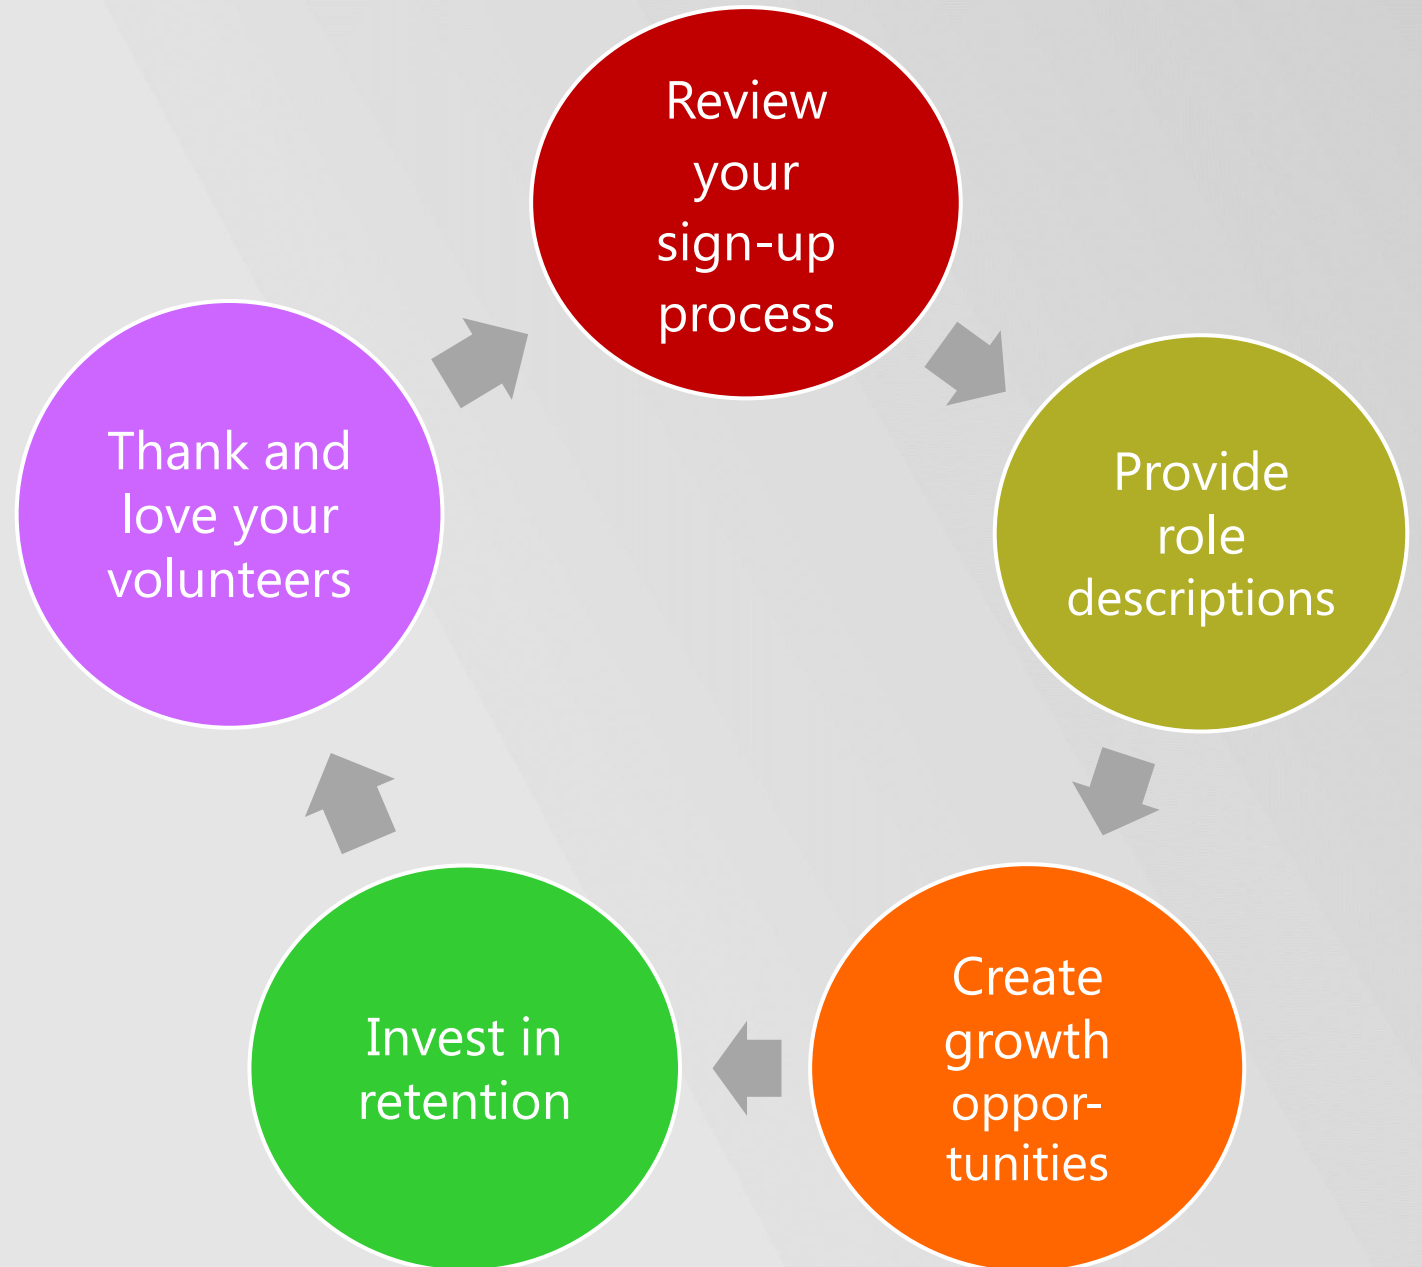 Review
your
sign-up
process
Provide
role
descriptions
Create
growth
oppor-
tunities
Invest in
retention
Thank and
love your
volunteers